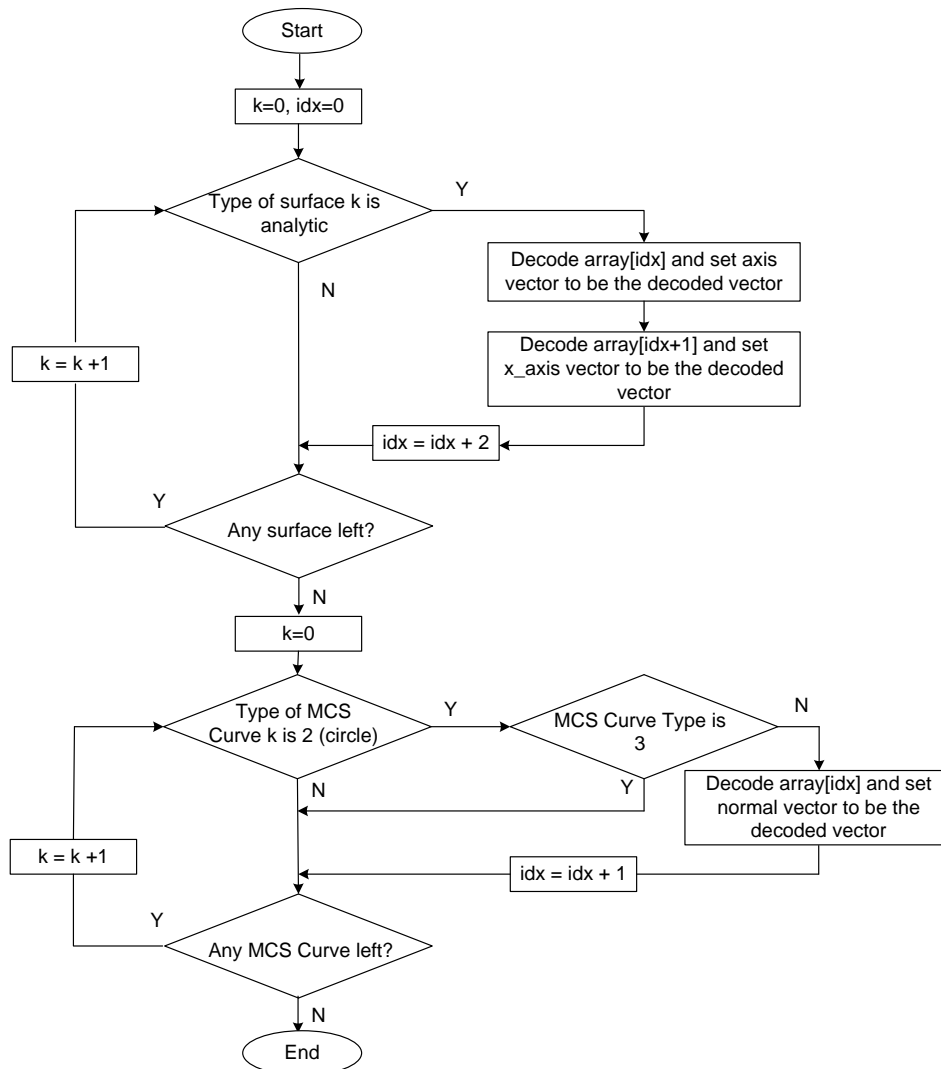 Start
k=0, idx=0
Type of surface k is
analytic
Y
N
Decode array[idx] and set axis
vector to be the decoded vector
Decode array[idx+1] and set
x_axis vector to be the decoded
vector
k = k +1
idx = idx + 2
Y
Any surface left?
N
k=0
Type of MCS
Curve k is 2 (circle)
Y
MCS Curve Type is
3
N
N
Y
Decode array[idx] and set
normal vector to be the
decoded vector
k = k +1
idx = idx + 1
Y
Any MCS Curve left?
N
End